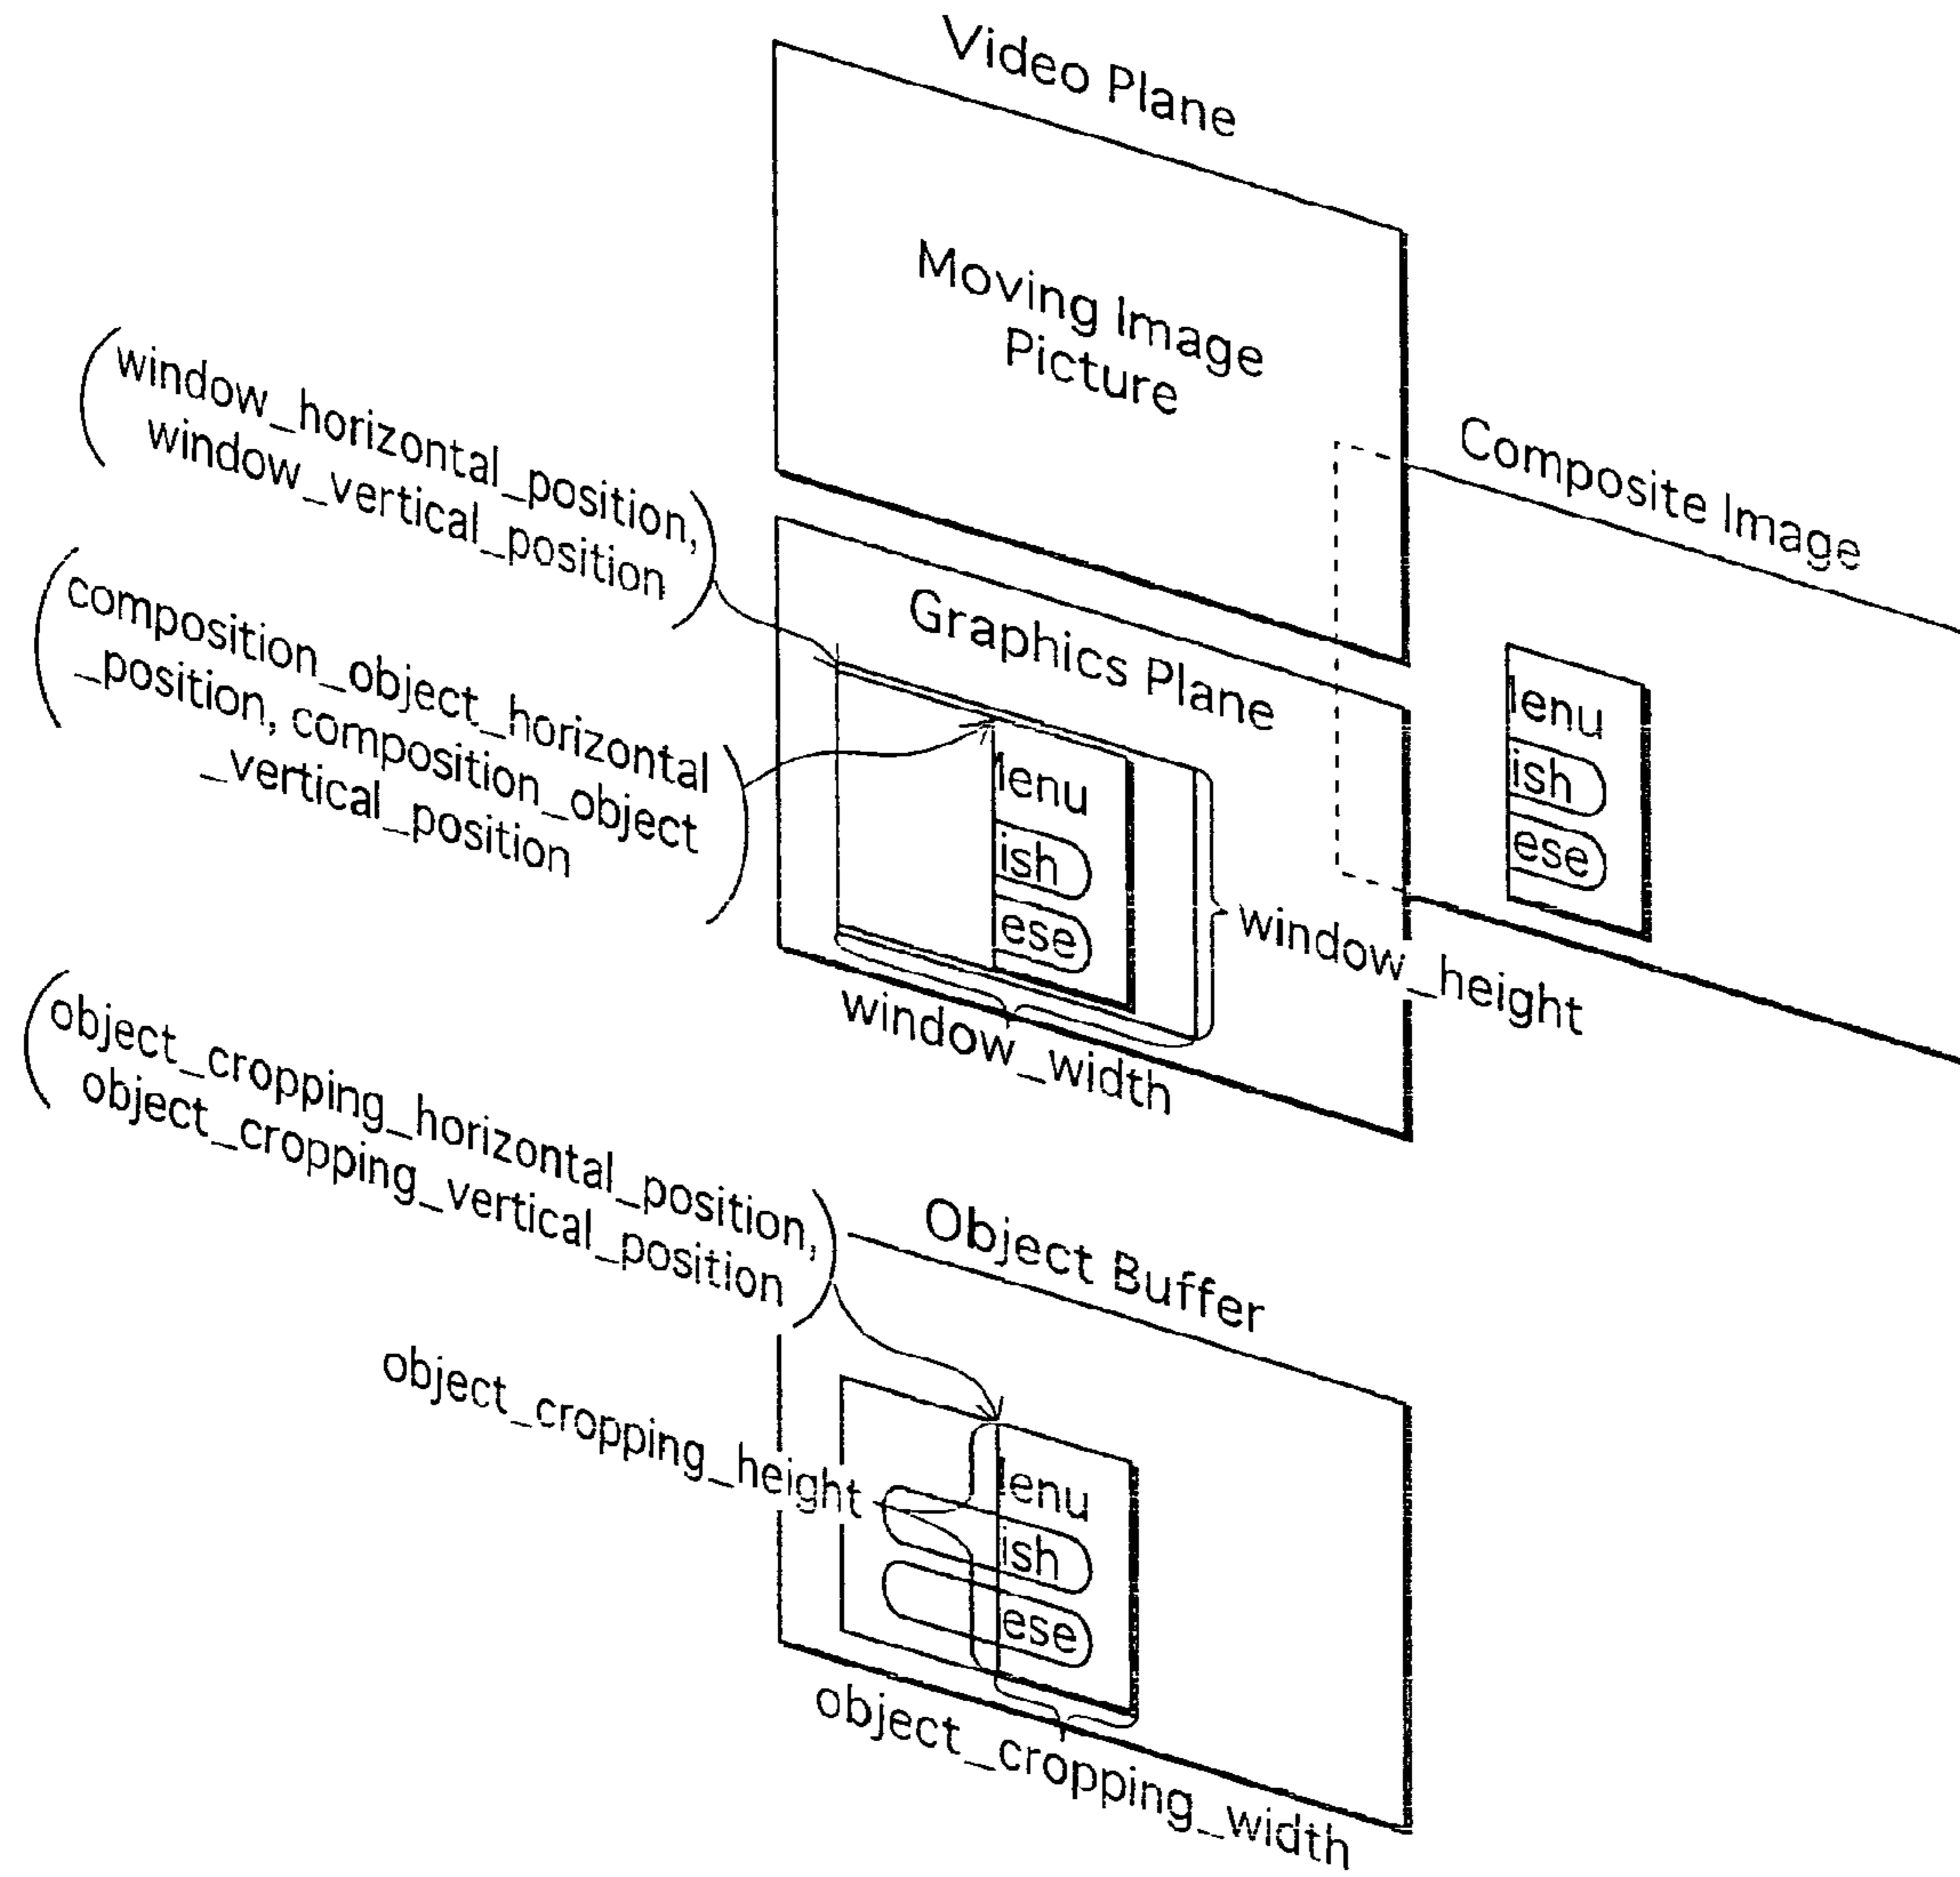 Video Plane
Moving Image
Picture
(window_horizontal_position,
window_vertical_position)
Composite Image
(composition_object_horizontal
_position, composition_object
_vertical_position)
Graphics Plane
lenu
ish
ese
lenu
ish
ese
window_height
window_width
(object_cropping_horizontal_position,
object_cropping_vertical_position)
Object Buffer
object_cropping_height
lenu
ish
ese
object_cropping_width